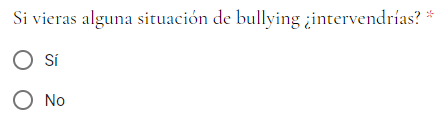 Si vieras alguna situación de bullying ¿intervendrías? *
Sí
No